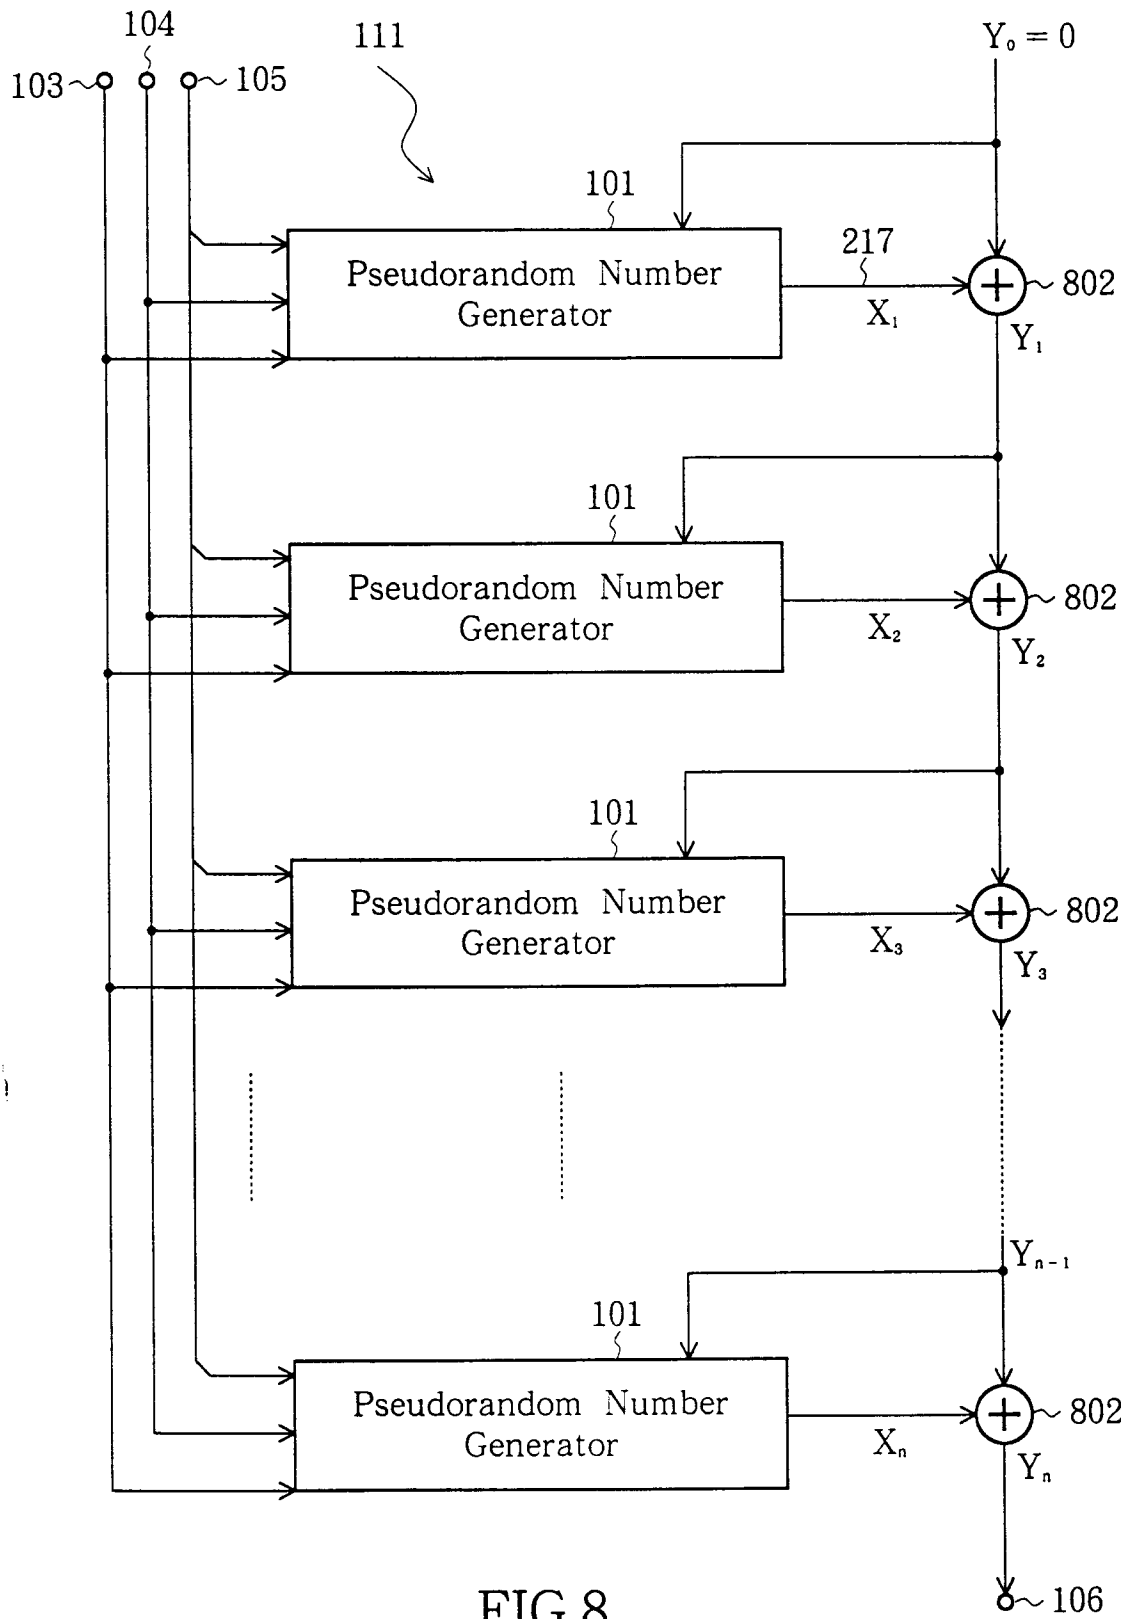 104
111
Y₀ = 0
103
105
101
217
Pseudorandom Number
Generator
802
X₁
Y₁
101
Pseudorandom Number
Generator
802
X₂
Y₂
101
Pseudorandom Number
Generator
802
X₃
Y₃
Yₙ₋₁
101
Pseudorandom Number
Generator
802
Xₙ
Yₙ
FIG.8
106